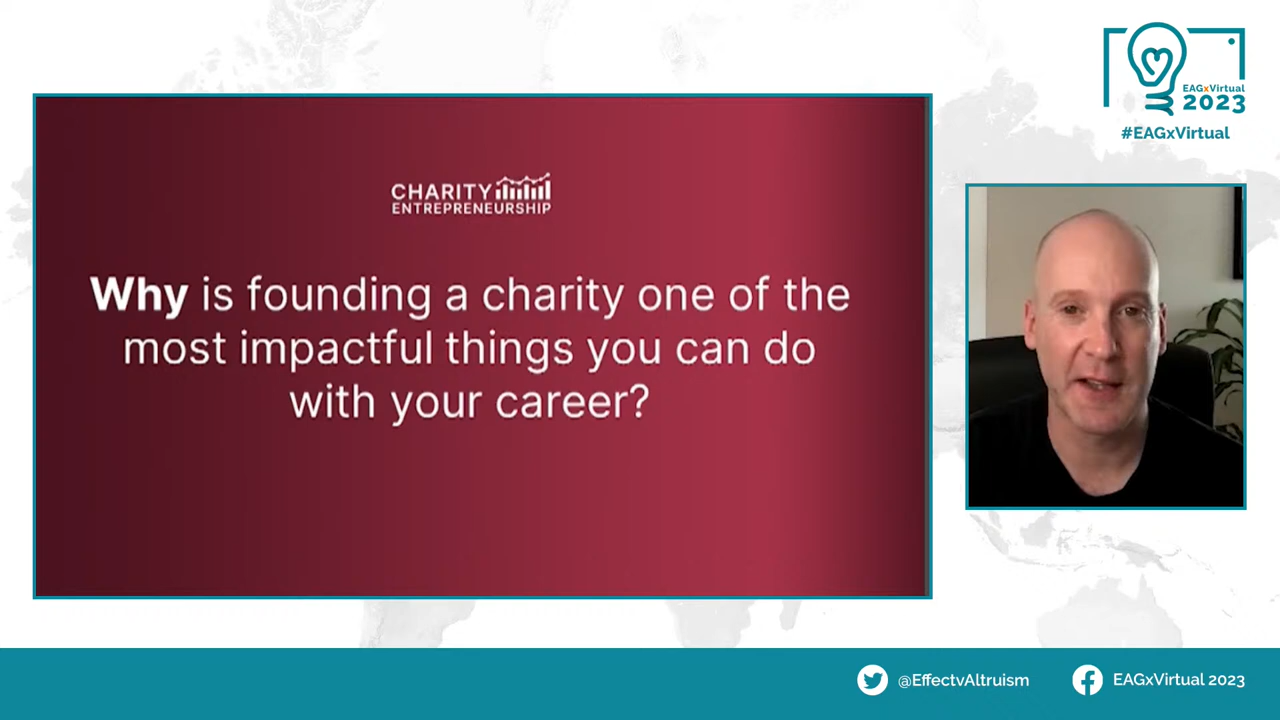 EAGxVirtual
2023
#EAGxVirtual
CHARITY
ENTREPRENEURSHIP
Why is founding a charity one of the
most impactful things you can do
with your career?
@EffectvAltruism
EAGxVirtual 2023